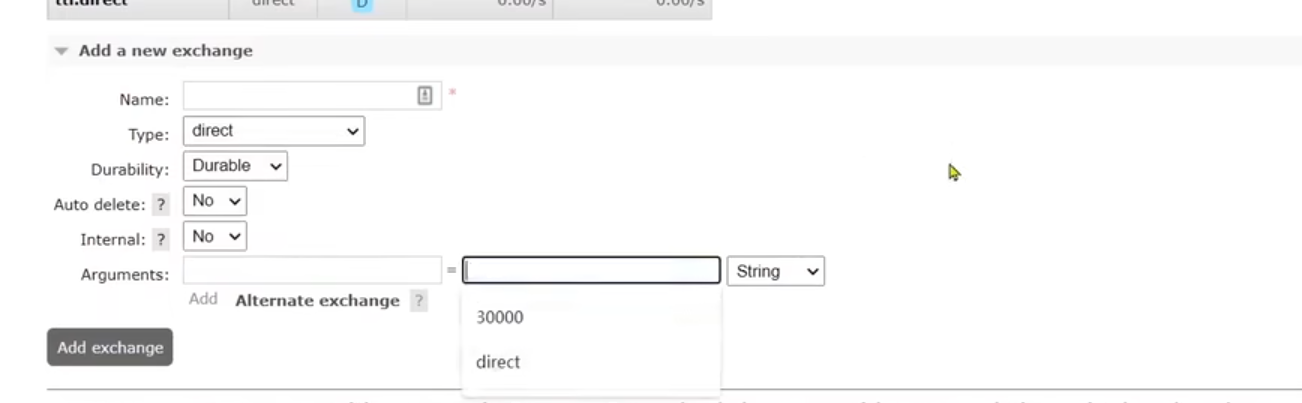 ttl.direct direct D 0.00/s 0.00/s
Add a new exchange
Name: *
Type: direct
Durability: Durable
Auto delete: ? No
Internal: ? No
Arguments: = String
Add Alternate exchange ?
30000
Add exchange
direct